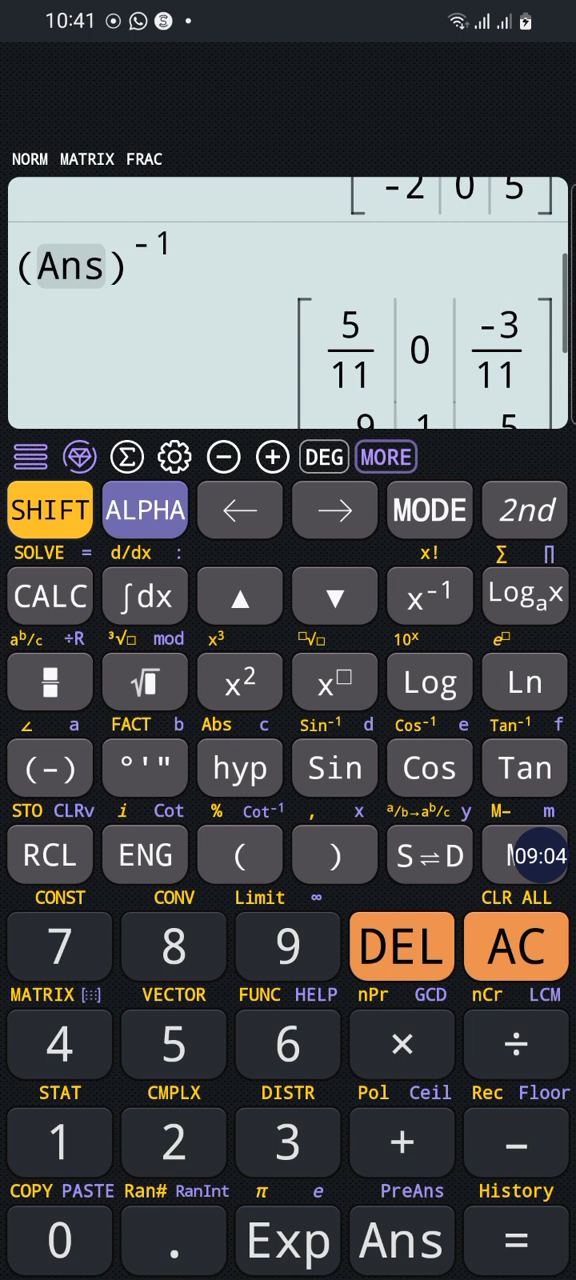 10:41
NORM MATRIX FRAC
-2 0 5
(Ans)⁻¹
5/11 0 -3/11
9 1 5
DEG MORE
SHIFT ALPHA ← → MODE 2nd
SOLVE = d/dx : x! ∑ ∏
CALC ∫dx ▲ ▼ x⁻¹ Logₐx
aᵇ/c ÷R ³√□ mod x³ □√□ 10ˣ e□
√ x² x□ Log Ln
∠ a FACT b Abs c Sin⁻¹ d Cos⁻¹ e Tan⁻¹ f
(-) °'" hyp Sin Cos Tan
STO CLRv i Cot % Cot⁻¹ , x a/b→aᵇ/c y M- m
RCL ENG ( ) S⇌D 09:04
CONST CONV Limit ∞ CLR ALL
7 8 9 DEL AC
MATRIX VECTOR FUNC HELP nPr GCD nCr LCM
4 5 6 × ÷
STAT CMPLX DISTR Pol Ceil Rec Floor
1 2 3 + −
COPY PASTE Ran# RanInt π e PreAns History
0 . Exp Ans =